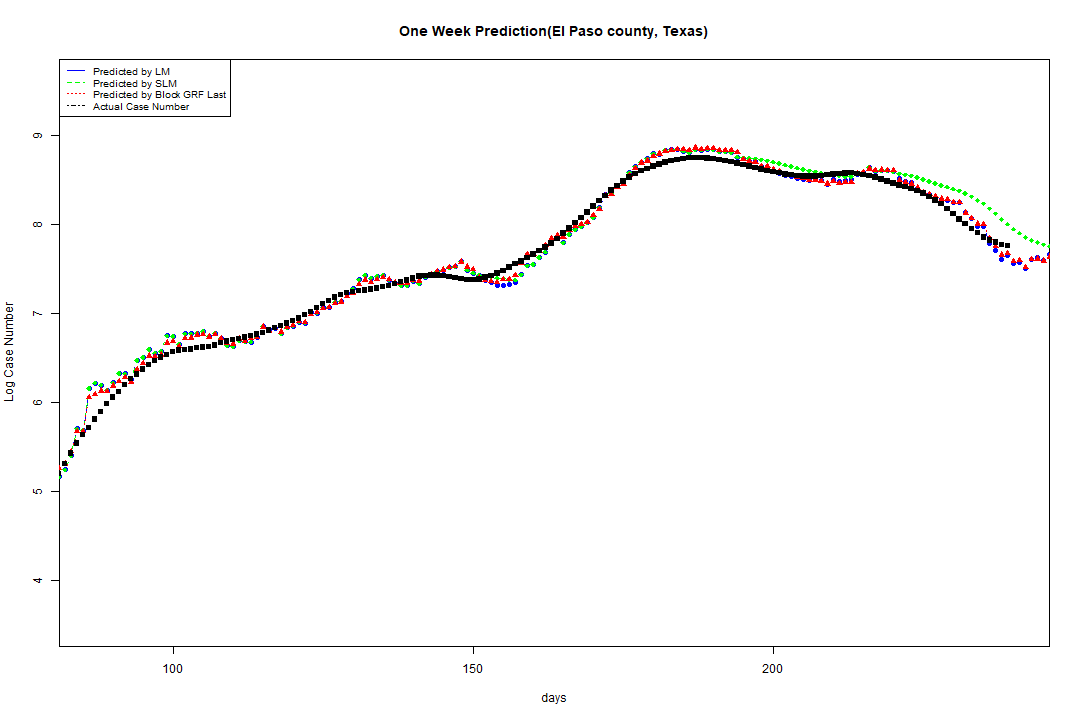 One Week Prediction(El Paso county, Texas)
Predicted by LM
Predicted by SLM
Predicted by Block GRF Last
Actual Case Number
Log Case Number
9
8
7
6
5
4
100 150 200
days